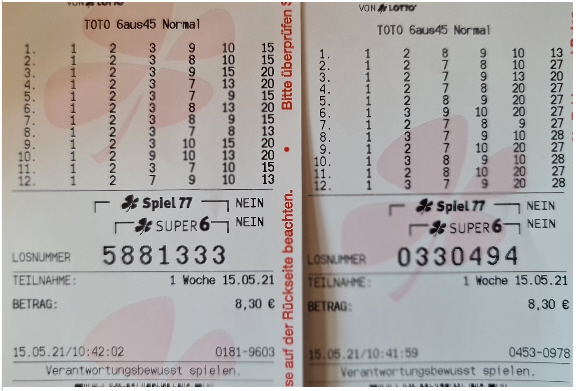 VON LOTTO
TOTO 6aus45 Normal
1. 1 2 3 9 10 15
2. 1 2 3 8 10 15
3. 1 2 3 9 15 20
4. 1 2 3 7 13 20
5. 1 2 3 7 9 15
6. 1 2 3 8 13 20
7. 1 2 3 8 9 15
8. 1 2 3 7 8 13
9. 1 2 3 10 15 20
10. 1 2 9 10 13 20
11. 1 2 3 7 10 15
12. 1 2 7 9 10 13
Spiel 77 NEIN
SUPER 6 NEIN
LOSNUMMER 5881333
TEILNAHME: 1 Woche 15.05.21
BETRAG: 8,30 €
15.05.21/10:42:02 0181-9603
Verantwortungsbewusst spielen.
se auf der Rückseite beachten. • Bitte überprüfen S
VON LOTTO
TOTO 6aus45 Normal
1. 1 2 8 9 10 13
2. 1 2 7 8 10 27
3. 1 2 7 9 13 20
4. 1 2 7 8 20 27
5. 1 2 8 9 20 27
6. 1 3 9 10 20 27
7. 1 2 7 8 9 27
8. 1 3 7 9 10 28
9. 1 2 7 10 20 27
10. 1 3 8 9 10 28
11. 1 2 7 8 20 27
12. 1 3 7 9 20 28
Spiel 77 NEIN
SUPER 6 NEIN
LOSNUMMER 0330494
TEILNAHME: 1 Woche 15.05.21
BETRAG: 8,30 €
15.05.21/10:41:59 0453-0978
Verantwortungsbewusst spielen.